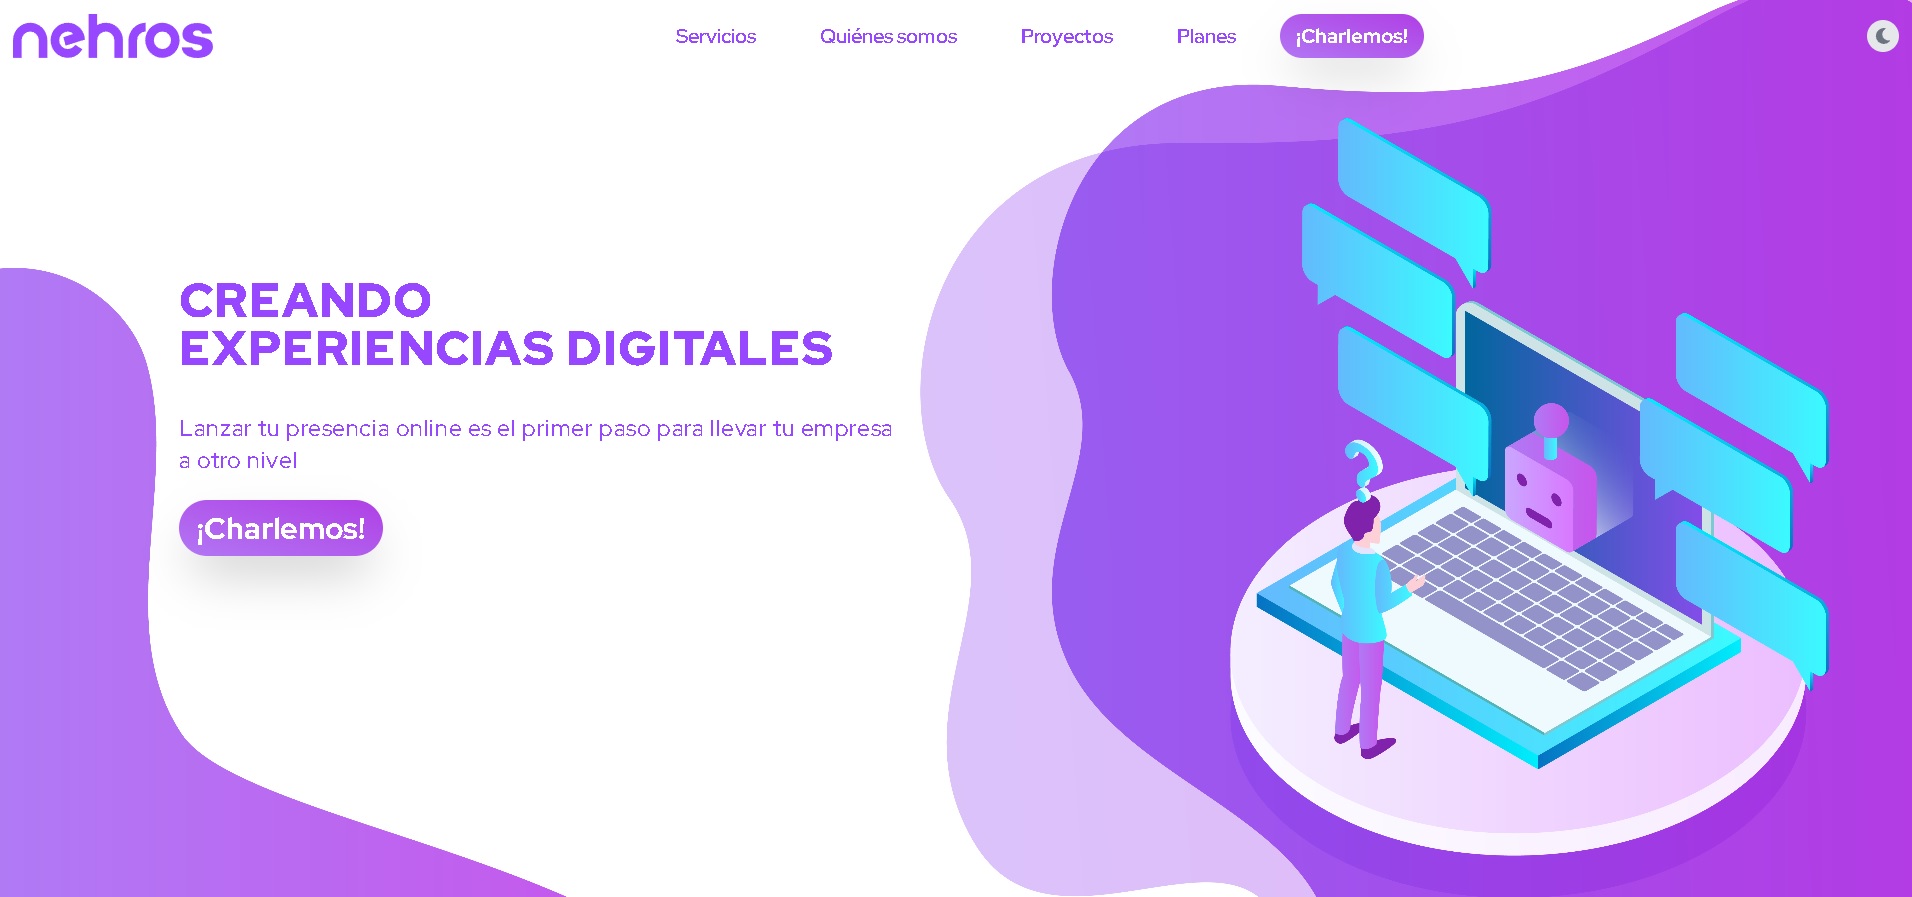 nehros
Servicios
Quiénes somos
Proyectos
Planes
¡Charlemos!
CREANDO
EXPERIENCIAS DIGITALES
Lanzar tu presencia online es el primer paso para llevar tu empresa
a otro nivel
¡Charlemos!
?